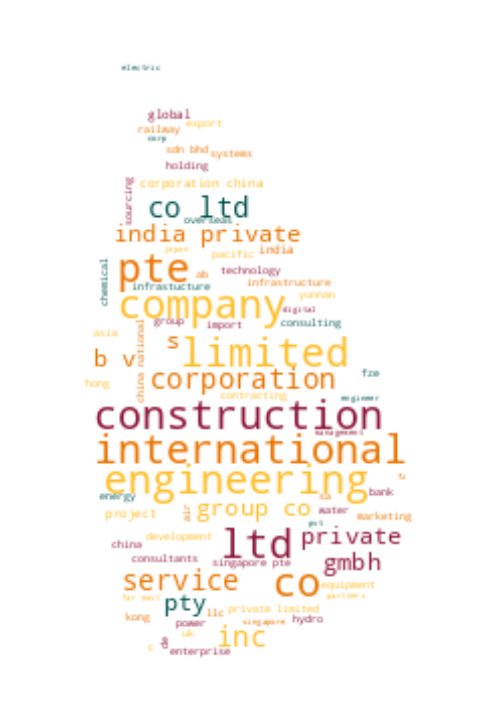 electric
global
export
railway
corp
sdn bhd
systems
holding
corporation china
sourcing
co ltd
overseas
india private
japan
pacific
india
pte
ab
technology
chemical
infrastucture
infrastructure
company
yunnan
digital
group
import
consulting
asia
china national
s
limited
b v
corporation
fze
hong
contracting
engineer
construction
management
international
engineering
energy
sa
bank
project
air
group co
water
marketing
pvt
ltd
private
development
china
consultants
singapore pte
gmbh
service
co
equipment
far east
partners
pty
llc
private limited
kong
power
singapore
hydro
uk
inc
de
c
enterprise